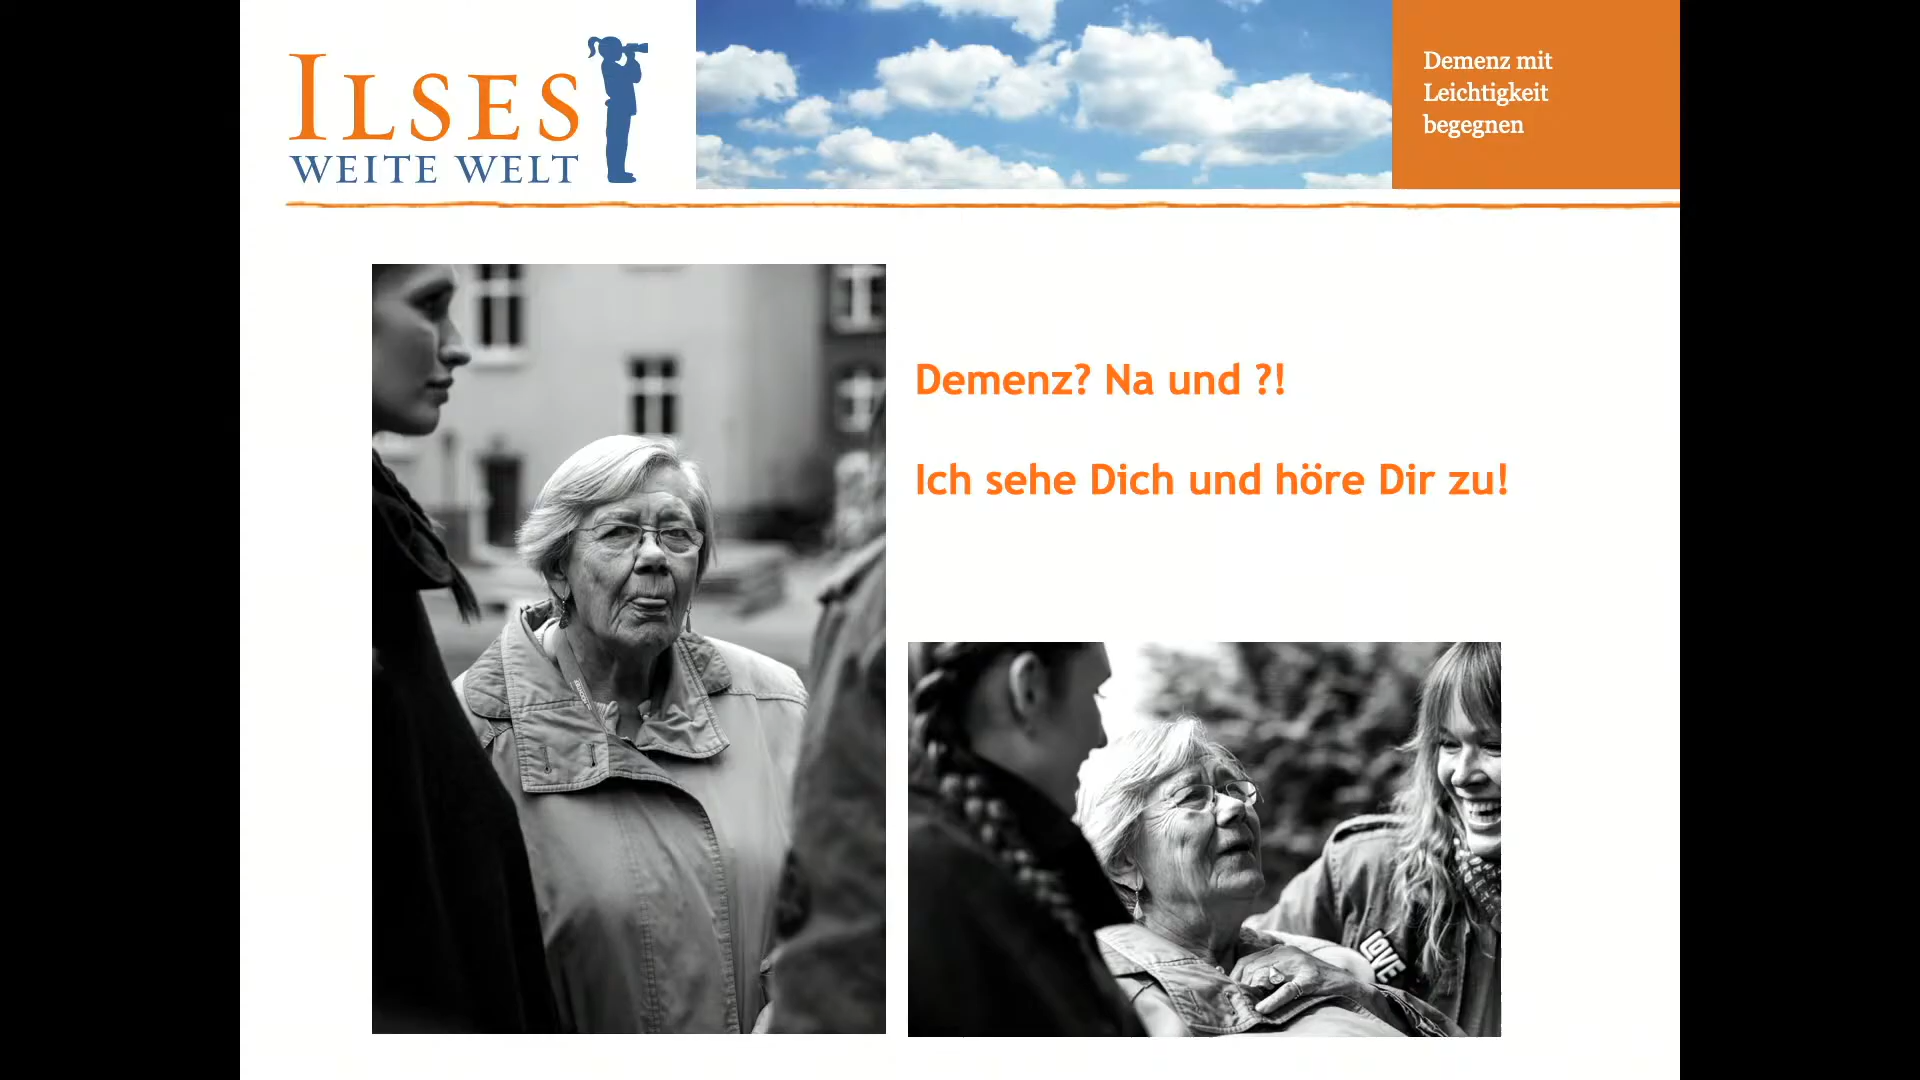 ILSES
WEITE WELT
Demenz mit
Leichtigkeit
begegnen
Demenz? Na und ?!
Ich sehe Dich und höre Dir zu!
LOVE